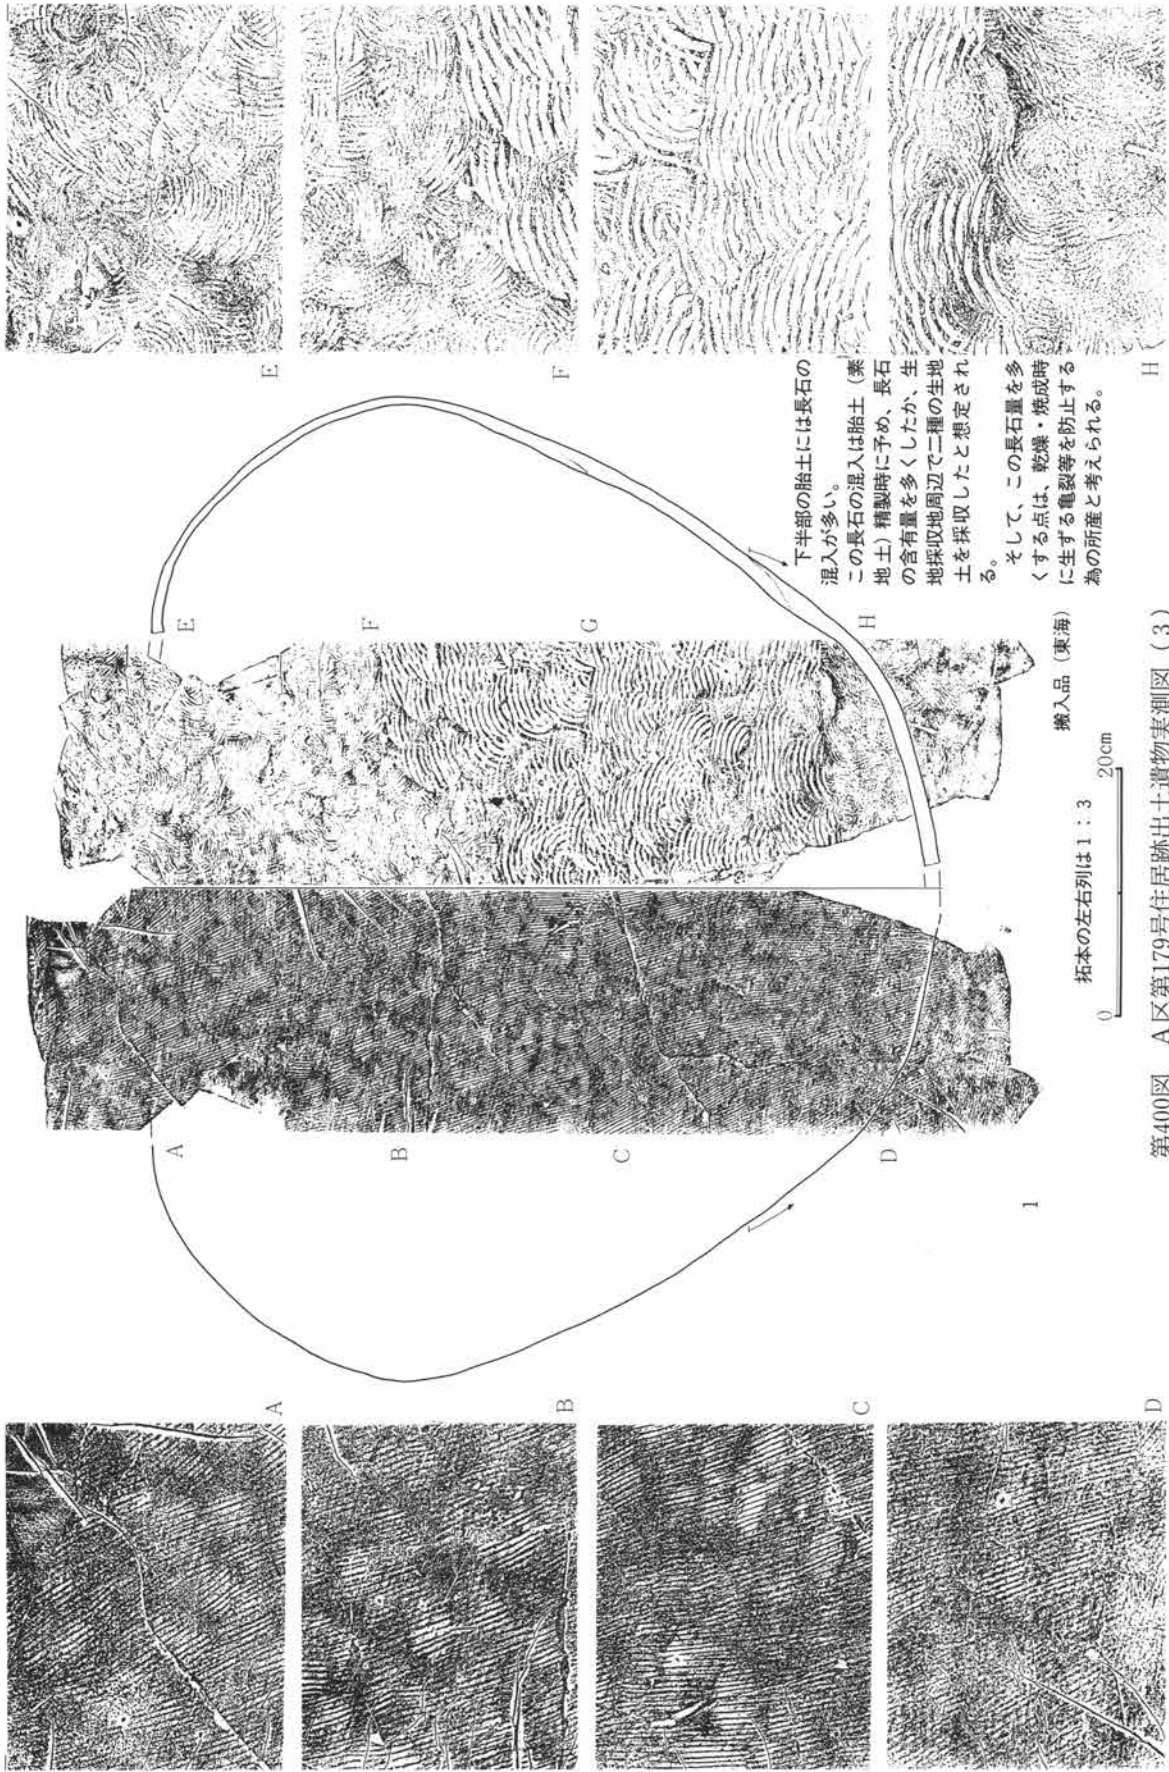 E
F
H
E
F
G
H
下半部の胎土には長石の
混入が多い。
この長石の混入は胎土（素
地土）精製時に予め、長石
の含有量を多くしたか、生
地採収地周辺で二種の生地
土を採収したと想定され
る。
そして、この長石量を多
くする点は、乾燥・焼成時
に生ずる亀裂等を防止する
為の所産と考えられる。
搬入品（東海）
A
B
C
D
1
拓本の左右列は1：3
0
20cm
A
B
C
D
第400図　A区第179号住居跡出土遺物実測図（3）